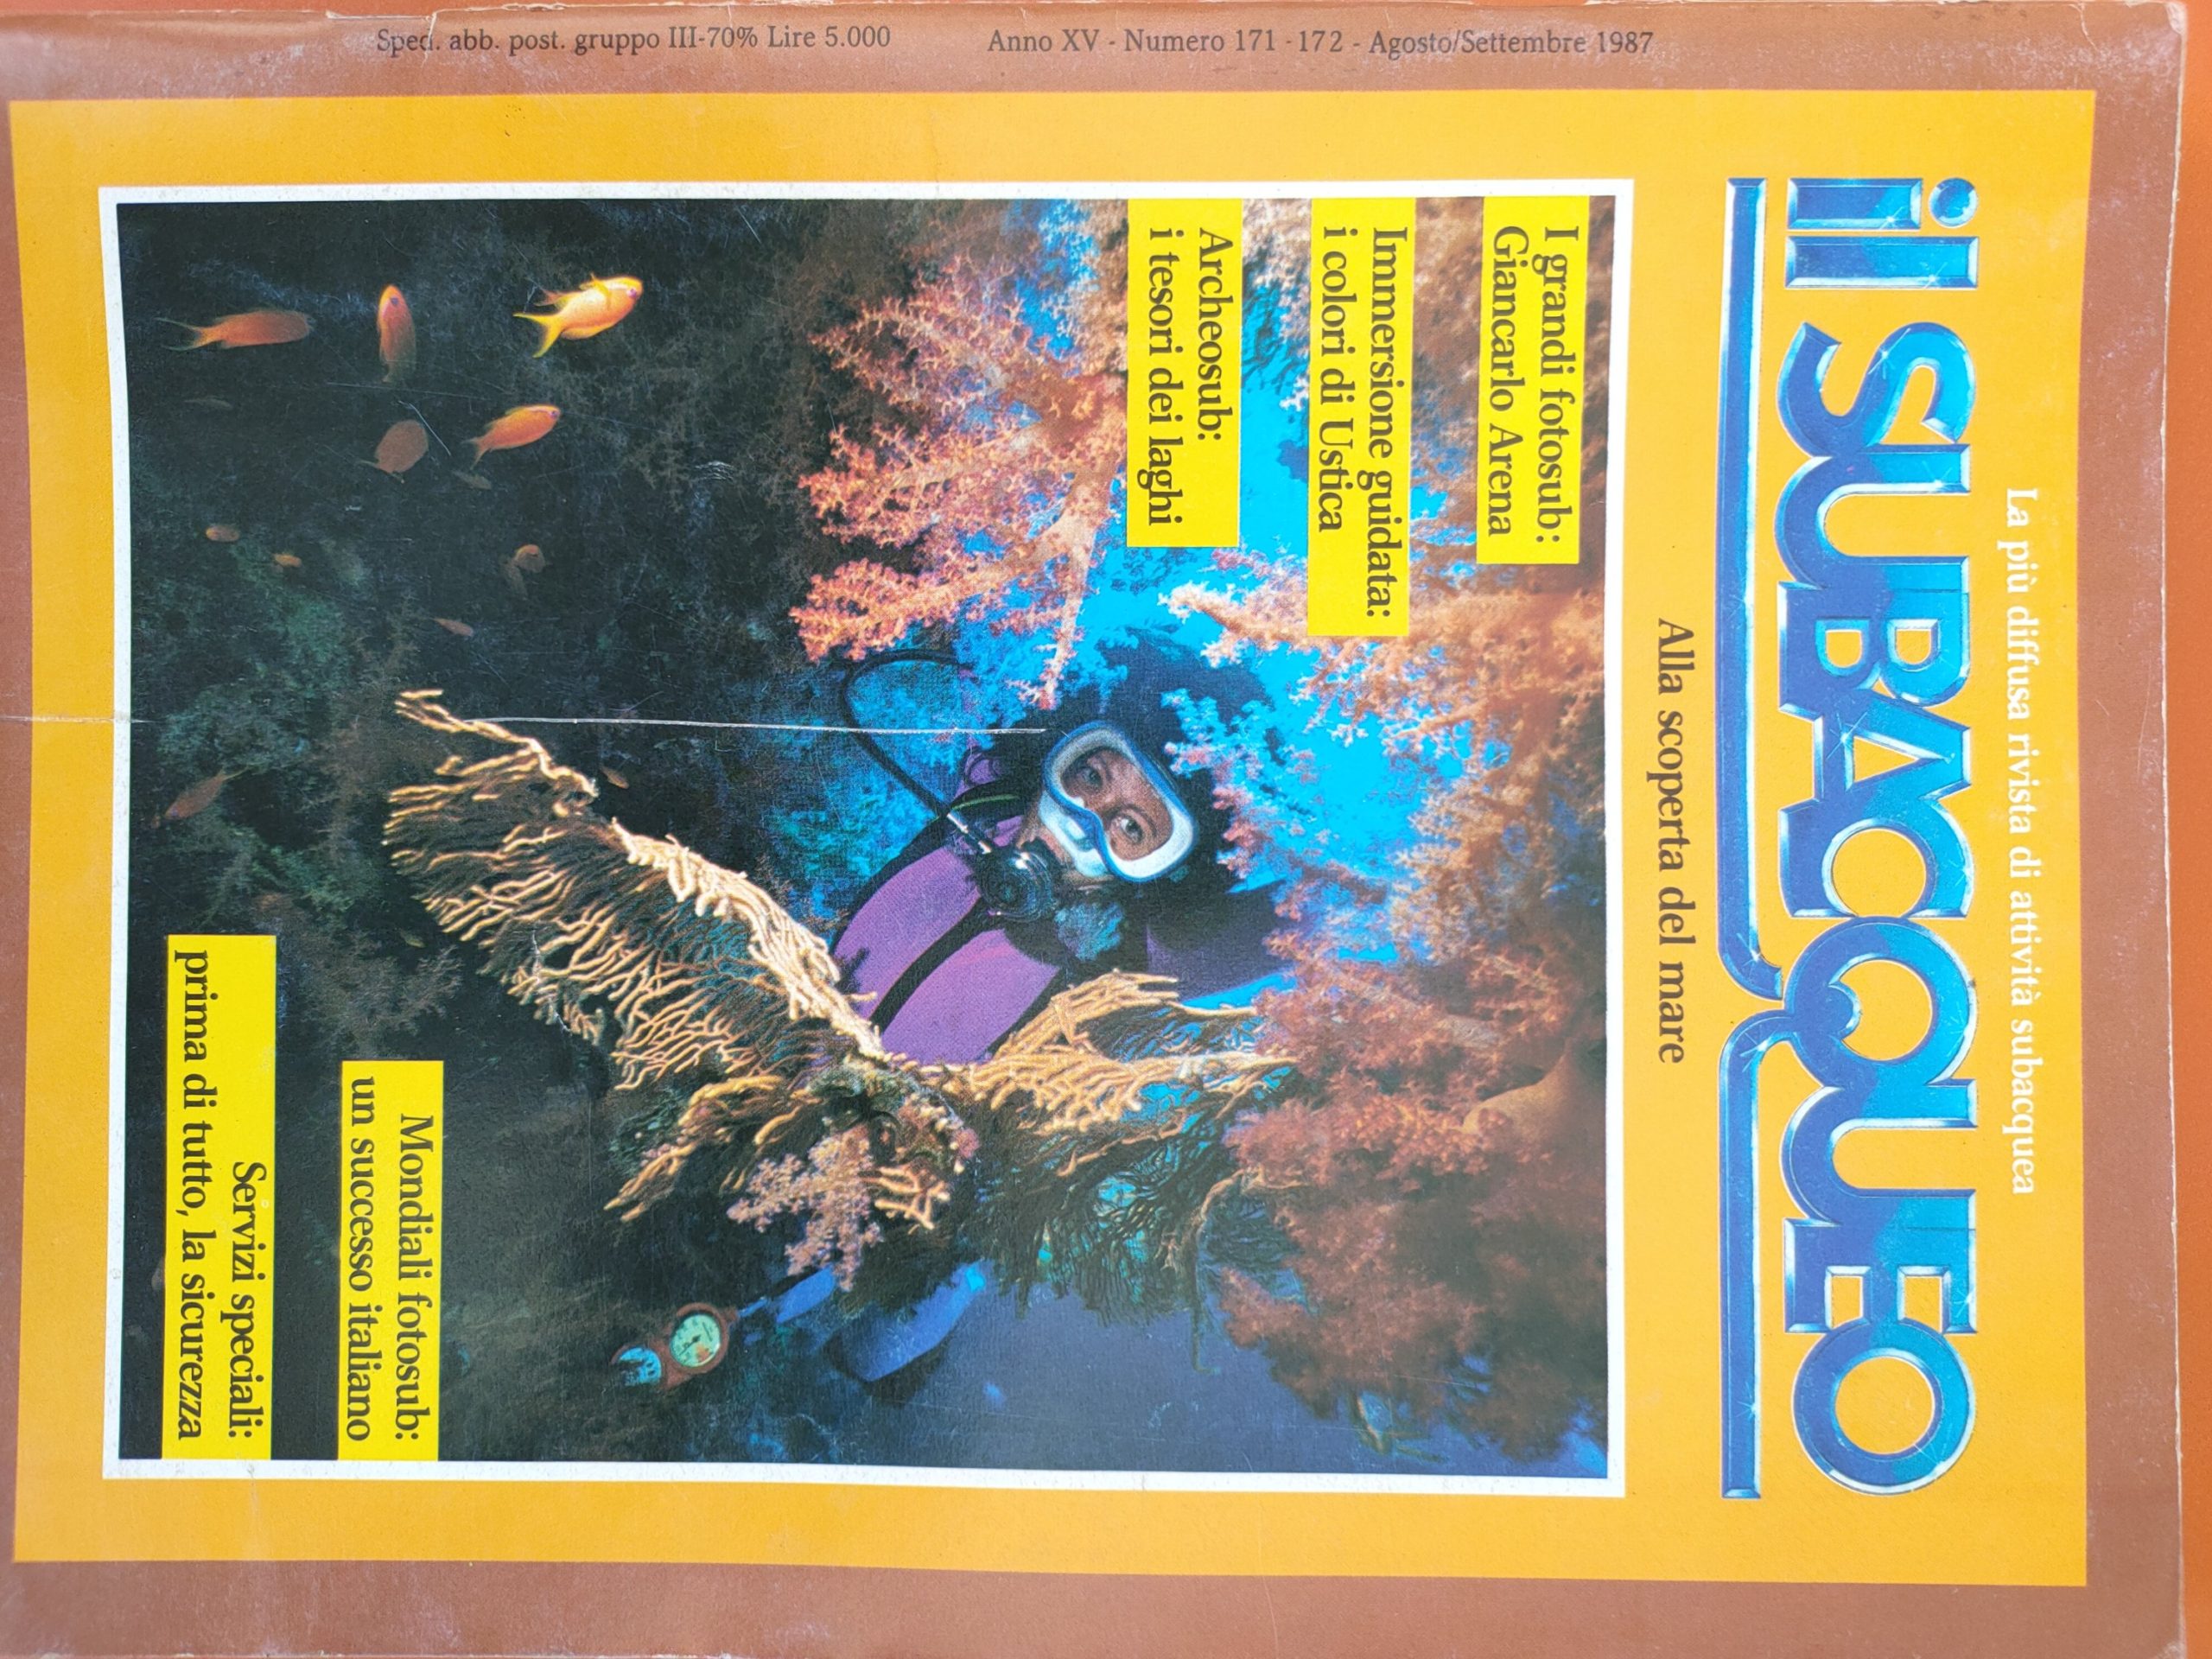 Sped. abb. post. gruppo III-70% Lire 5.000
Anno XV - Numero 171 - 172 - Agosto/Settembre 1987
La più diffusa rivista di attività subacquea
il SUBACQUEO
Alla scoperta del mare
I grandi fotosub:
Giancarlo Arena
Immersione guidata:
i colori di Ustica
Archeosub:
i tesori dei laghi
Mondiali fotosub:
un successo italiano
Servizi speciali:
prima di tutto, la sicurezza